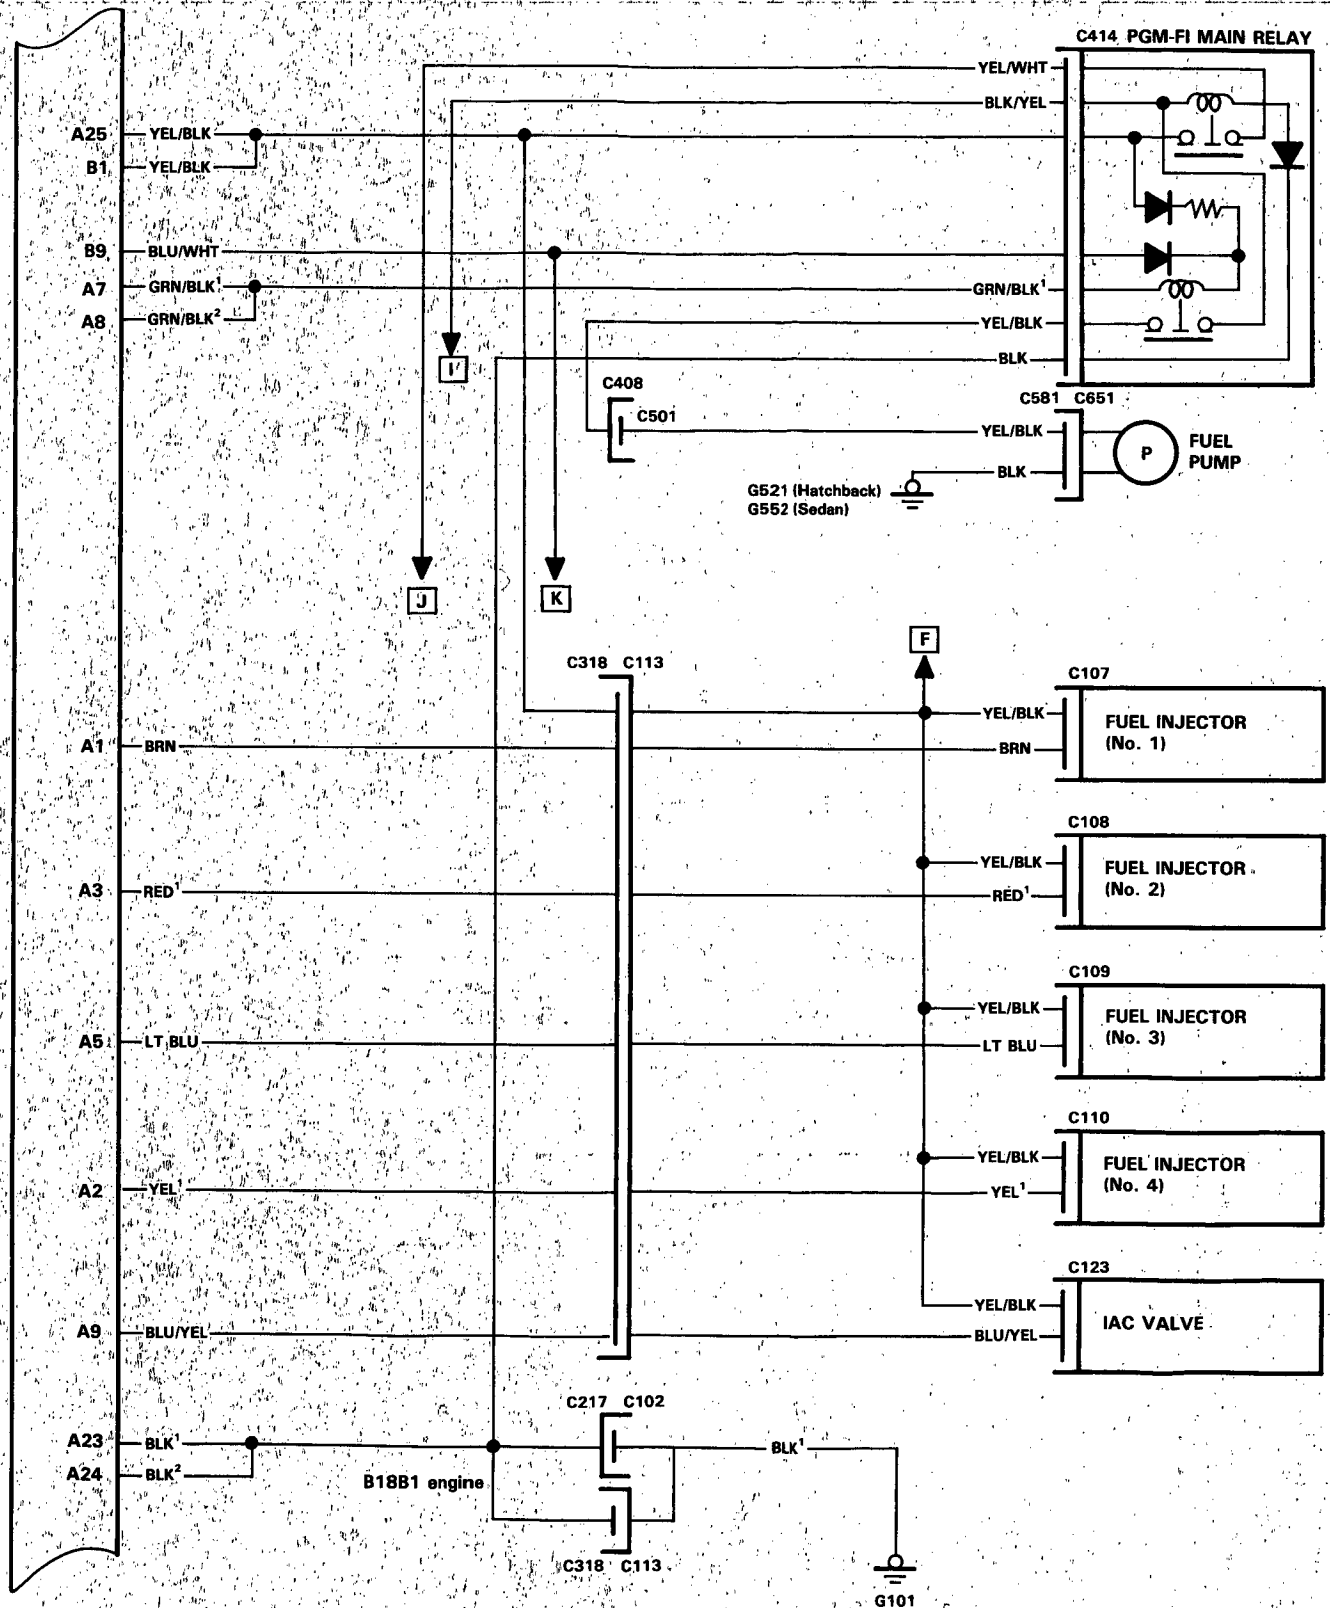 C414 PGM-FI MAIN RELAY
YEL/WHT
BLK/YEL
A25 YEL/BLK
B1 YEL/BLK
B9 BLU/WHT
A7 GRN/BLK¹ GRN/BLK¹
A8 GRN/BLK² YEL/BLK
I BLK
C408
C501
C581 C651
YEL/BLK
P
FUEL
PUMP
BLK
G521 (Hatchback)
G552 (Sedan)
J K
F
C318 C113
C107
YEL/BLK
FUEL INJECTOR
(No. 1)
A1 BRN BRN
C108
YEL/BLK
FUEL INJECTOR
(No. 2)
A3 RED¹ RED¹
C109
YEL/BLK
FUEL INJECTOR
(No. 3)
A5 LT BLU LT BLU
C110
YEL/BLK
FUEL INJECTOR
(No. 4)
A2 YEL¹ YEL¹
C123
YEL/BLK
IAC VALVE
A9 BLU/YEL BLU/YEL
C217 C102
A23 BLK¹ BLK¹
A24 BLK²
B18B1 engine
C318 C113
G101